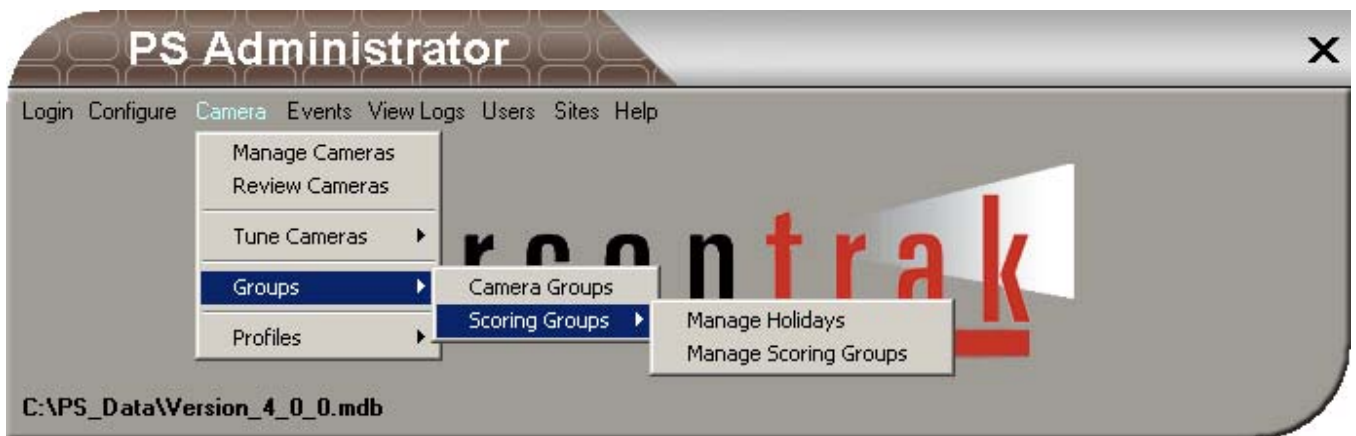 PS Administrator
X
Login Configure Camera Events View Logs Users Sites Help
Manage Cameras
Review Cameras
Tune Cameras
Groups
Profiles
Camera Groups
Scoring Groups
Manage Holidays
Manage Scoring Groups
rcontrak
C:\PS_Data\Version_4_0_0.mdb